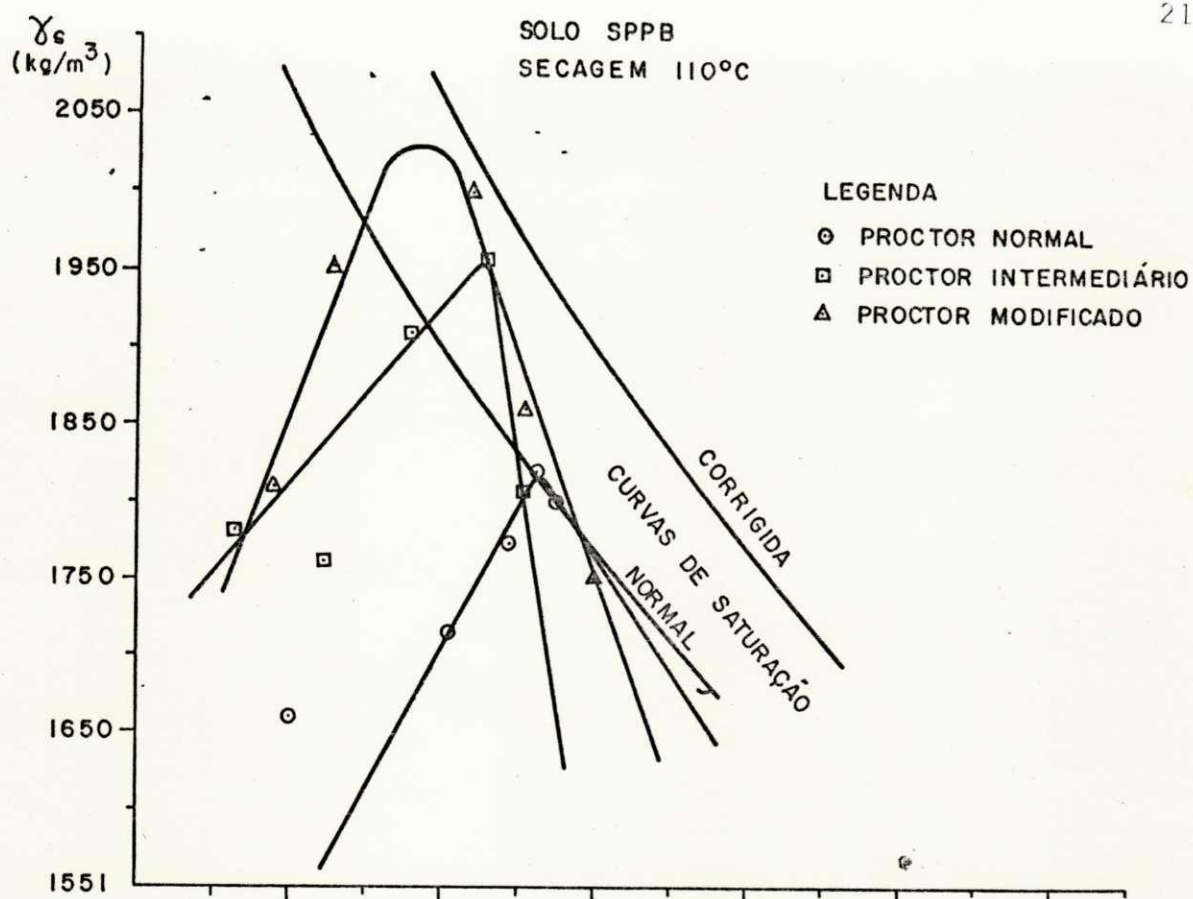 21
γs
(kg/m³)
SOLO SPPB
SECAGEM 110ºC
2050
1950
1850
1750
1650
1551
LEGENDA
PROCTOR NORMAL
PROCTOR INTERMEDIÁRIO
PROCTOR MODIFICADO
CORRIGIDA
CURVAS DE SATURAÇÃO
NORMAL